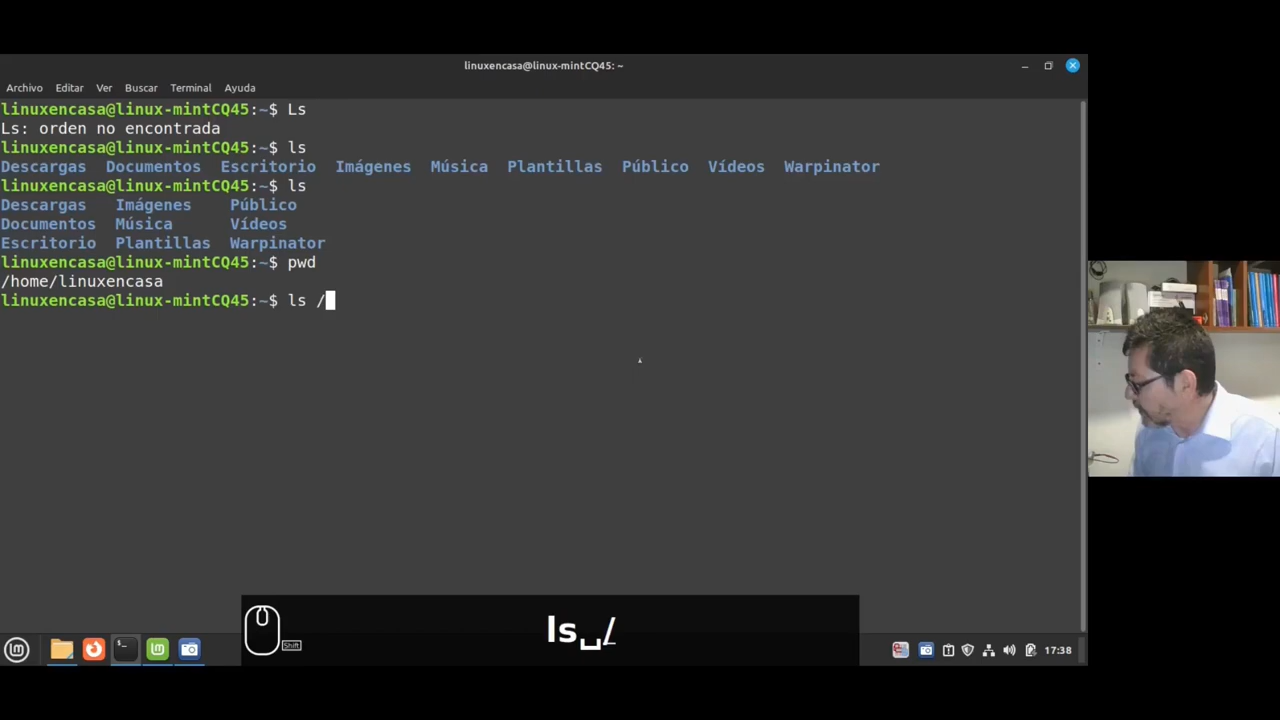 linuxencasa@linux-mintCQ45: ~
Archivo Editar Ver Buscar Terminal Ayuda
linuxencasa@linux-mintCQ45:~$ Ls
Ls: orden no encontrada
linuxencasa@linux-mintCQ45:~$ ls
Descargas Documentos Escritorio Imágenes Música Plantillas Público Vídeos Warpinator
linuxencasa@linux-mintCQ45:~$ ls
Descargas Imágenes Público
Documentos Música Vídeos
Escritorio Plantillas Warpinator
linuxencasa@linux-mintCQ45:~$ pwd
/home/linuxencasa
linuxencasa@linux-mintCQ45:~$ ls /
Shift
ls␣/
17:38